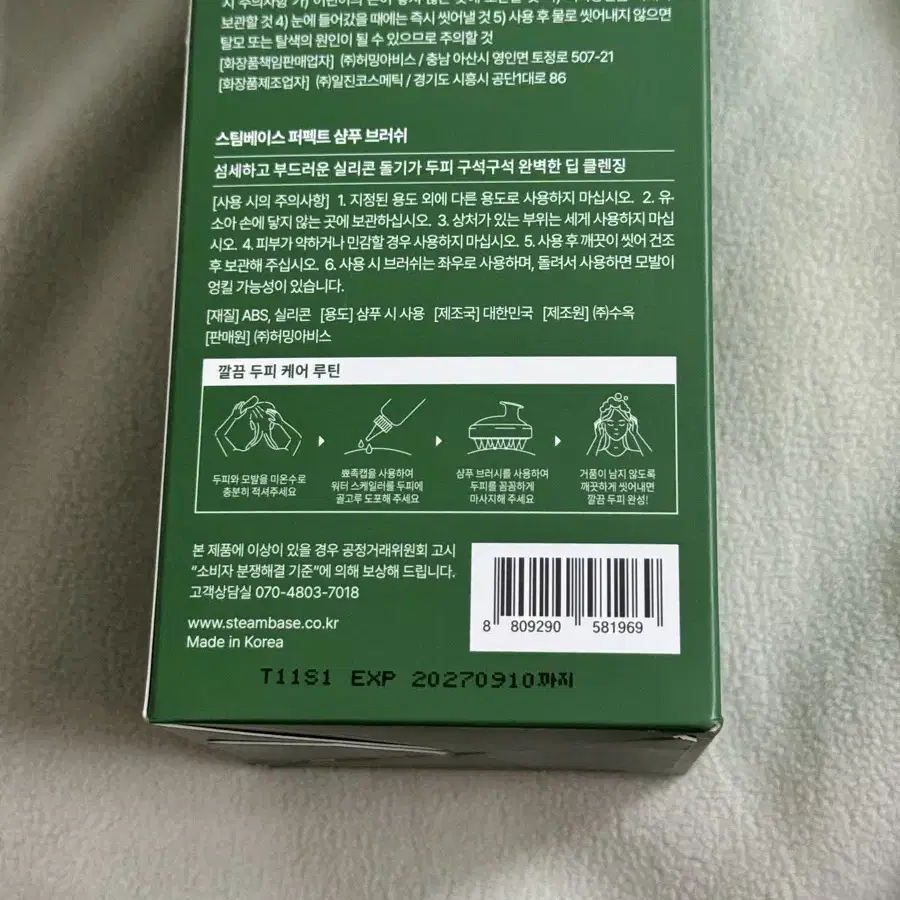 보관할 것 4) 눈에 들어갔을 때에는 즉시 씻어낼 것 5) 사용 후 물로 씻어내지 않으면
탈모 또는 탈색의 원인이 될 수 있으므로 주의할 것
[화장품책임판매업자] (주)허밍아비스 / 충남 아산시 영인면 토정로 507-21
[화장품제조업자] (주)일진코스메틱 / 경기도 시흥시 공단1대로 86
스팀베이스 퍼펙트 샴푸 브러쉬
섬세하고 부드러운 실리콘 돌기가 두피 구석구석 완벽한 딥 클렌징
[사용 시의 주의사항] 1. 지정된 용도 외에 다른 용도로 사용하지 마십시오. 2. 유·
소아 손에 닿지 않는 곳에 보관하십시오. 3. 상처가 있는 부위는 세게 사용하지 마십
시오. 4. 피부가 약하거나 민감할 경우 사용하지 마십시오. 5. 사용 후 깨끗이 씻어 건조
후 보관해 주십시오. 6. 사용 시 브러쉬는 좌우로 사용하며, 돌려서 사용하면 모발이
엉킬 가능성이 있습니다.
[재질] ABS, 실리콘 [용도] 샴푸 시 사용 [제조국] 대한민국 [제조원] (주)수옥
[판매원] (주)허밍아비스
깔끔 두피 케어 루틴
두피와 모발을 미온수로
충분히 적셔주세요
뾰족캡을 사용하여
워터 스케일러를 두피에
골고루 도포해 주세요
샴푸 브러시를 사용하여
두피를 꼼꼼하게
마사지해 주세요
거품이 남지 않도록
깨끗하게 씻어내면
깔끔 두피 완성!
본 제품에 이상이 있을 경우 공정거래위원회 고시
"소비자 분쟁해결 기준"에 의해 보상해 드립니다.
고객상담실 070-4803-7018
www.steambase.co.kr
Made in Korea
8 809290 581969
T11S1 EXP 20270910까지